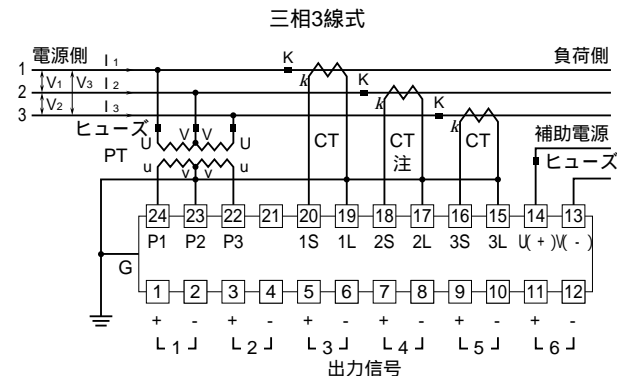 三相3線式
電源側 I1 K 負荷側
1 k
V1 V3 I2 K
2 k
V2 I3 K
3 k
ヒューズ 補助電源
U V V U CT CT CT ヒューズ
PT 注
u v v u
24 23 22 21 20 19 18 17 16 15 14 13
P1 P2 P3 1S 1L 2S 2L 3S 3L U(+) V(-)
G
1 2 3 4 5 6 7 8 9 10 11 12
+ - + - + - + - + - + -
1 2 3 4 5 6
出力信号